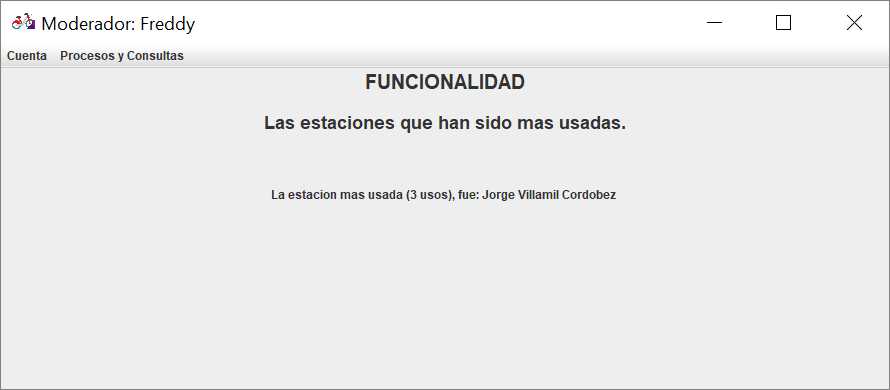 Moderador: Freddy
Cuenta Procesos y Consultas
FUNCIONALIDAD
Las estaciones que han sido mas usadas.
La estacion mas usada (3 usos), fue: Jorge Villamil Cordobez